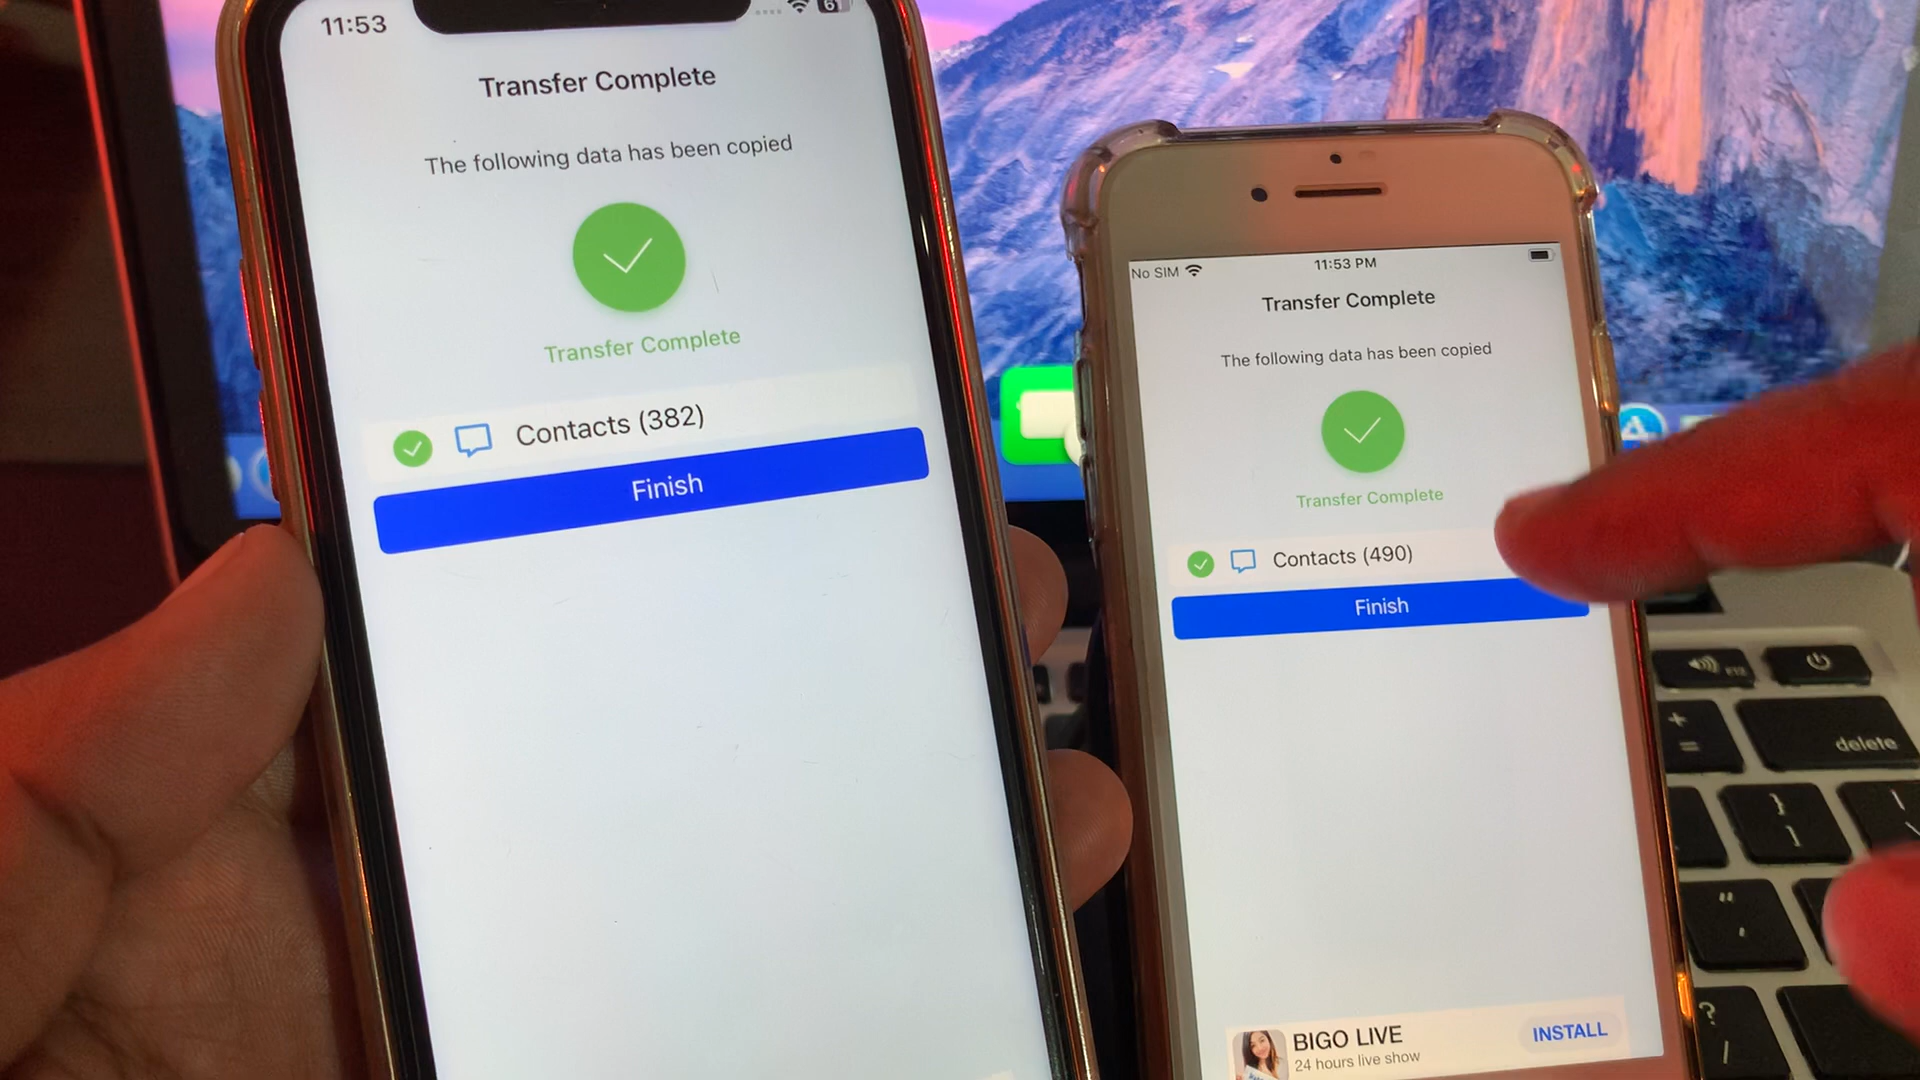 11:53
61
Transfer Complete
The following data has been copied
Transfer Complete
Contacts (382)
Finish
No SIM
11:53 PM
Transfer Complete
The following data has been copied
Transfer Complete
Contacts (490)
Finish
BIGO LIVE
24 hours live show
INSTALL
+
=
delete
}
]
"
'
?
/